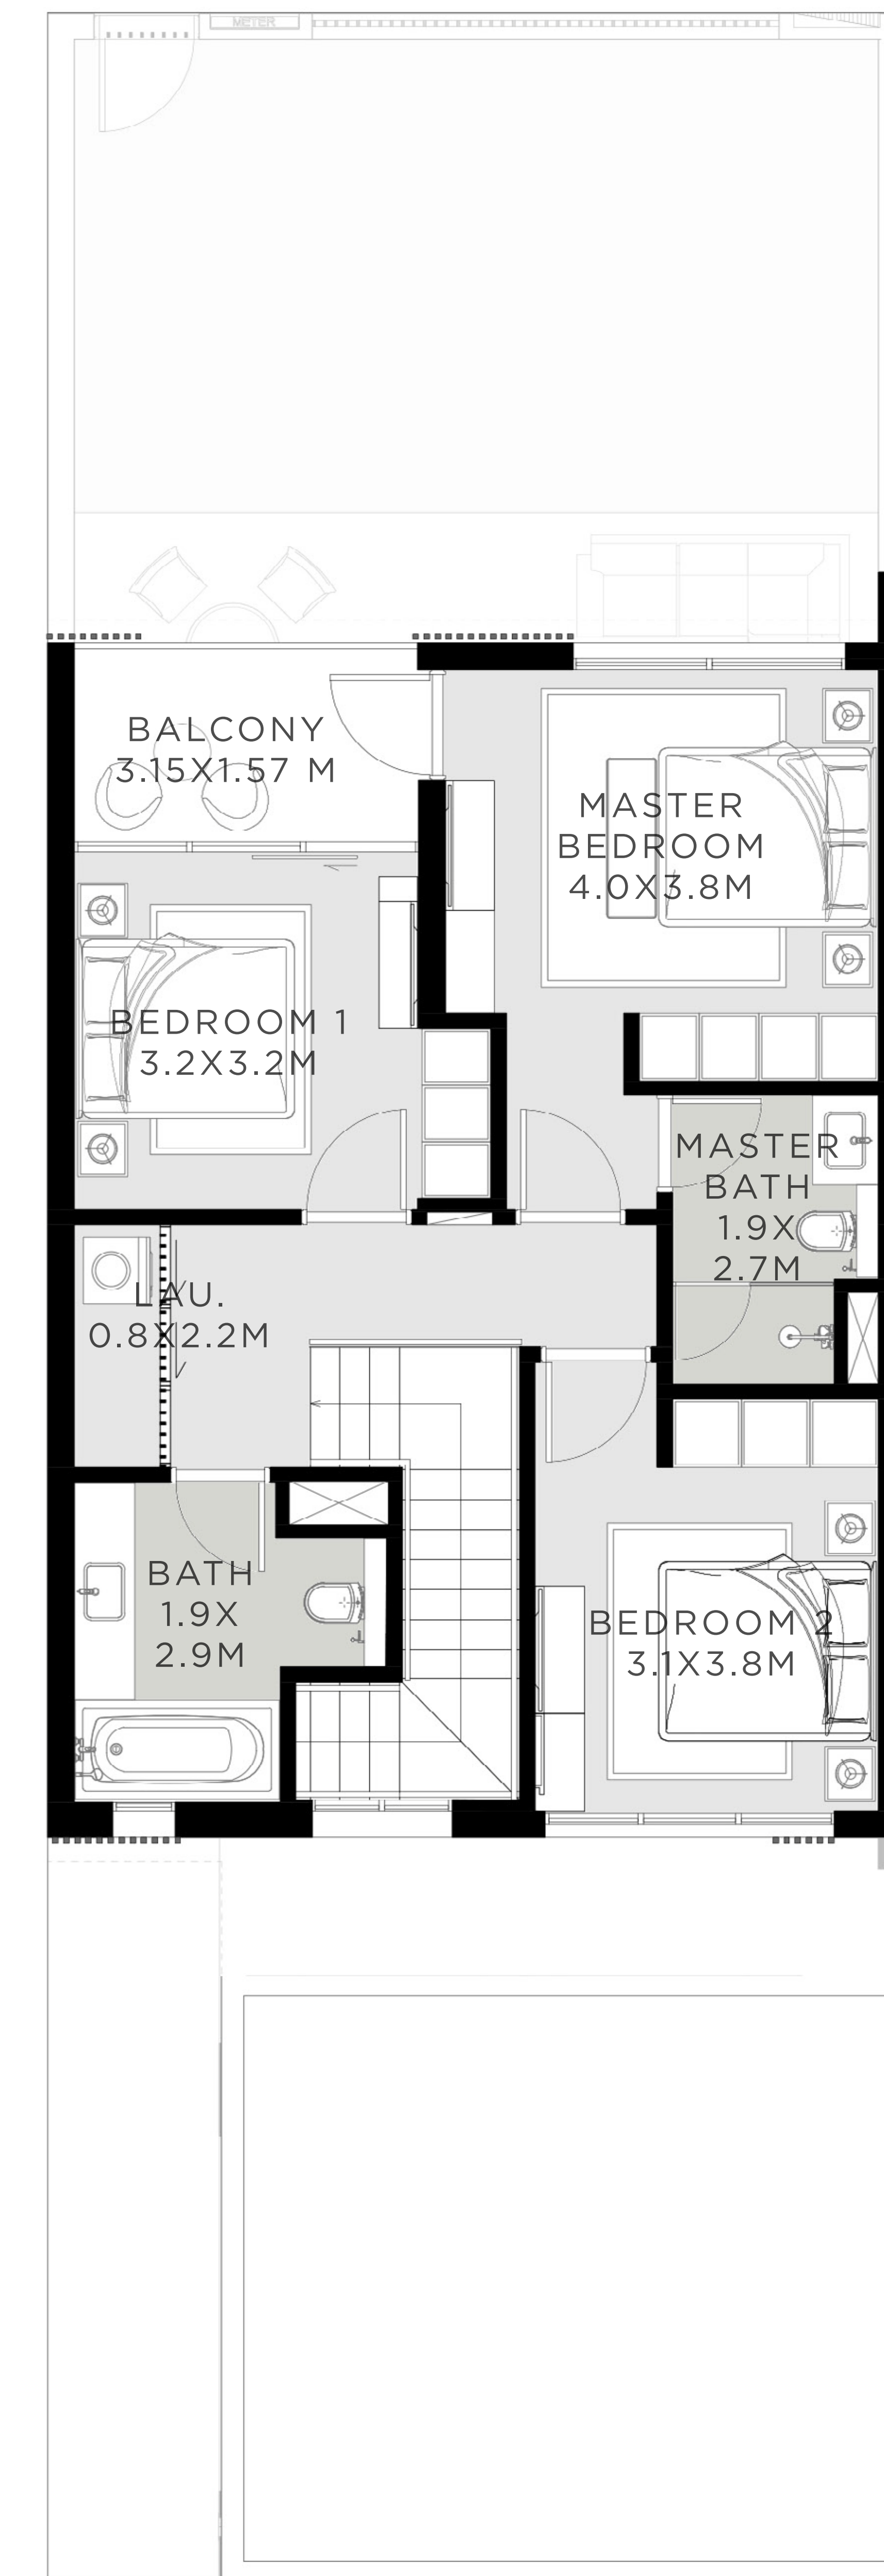 METER
BALCONY
3.15X1.57 M
MASTER
BEDROOM
4.0X3.8M
BEDROOM 1
3.2X3.2M
MASTER
BATH
1.9X
2.7M
LAU.
0.8X2.2M
BATH
1.9X
2.9M
BEDROOM 2
3.1X3.8M